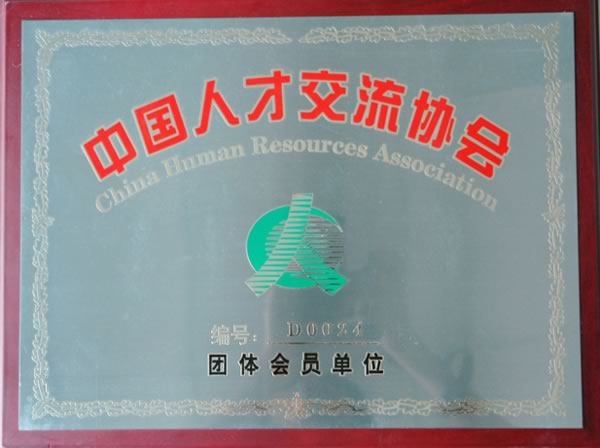 中国人才交流协会
China Human Resources Association
编号: D0024
团体会员单位